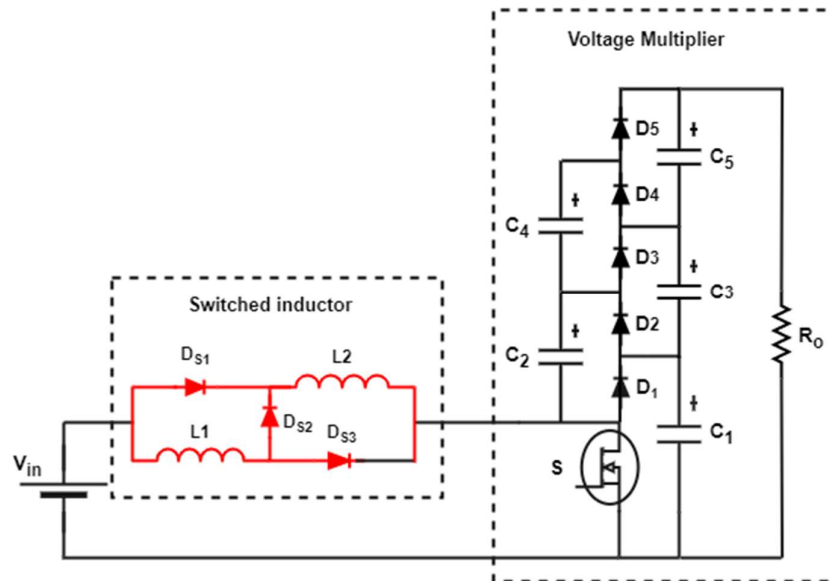 Voltage Multiplier
D5
+
C5
D4
+
C4
D3
+
C3
Switched inductor
D2
+
C2
Ro
DS1
L2
D1
+
C1
DS2
L1
DS3
Vin
S